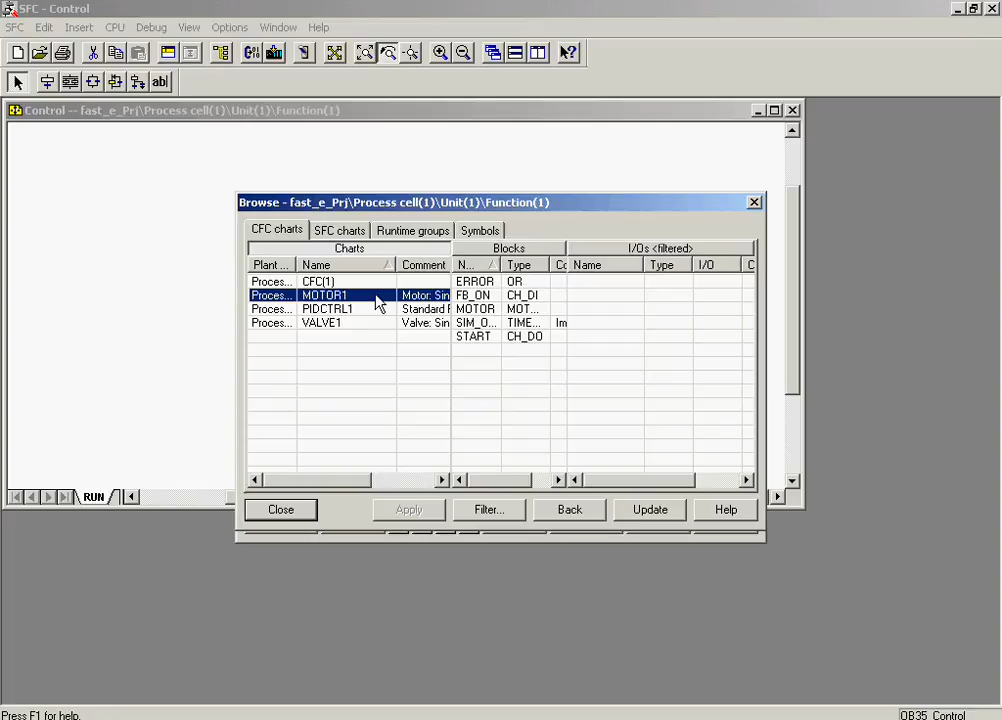 SFC - Control
SFC Edit Insert CPU Debug View Options Window Help
ab|
Control -- fast_e_Prj\Process cell(1)\Unit(1)\Function(1)
Browse - fast_e_Prj\Process cell(1)\Unit(1)\Function(1)
CFC charts SFC charts Runtime groups Symbols
Charts Blocks I/Os <filtered>
Plant ... Name Comment N... Type Co Name Type I/O C
Proces... CFC(1) ERROR OR
Proces... MOTOR1 Motor: Sin FB_ON CH_DI
Proces... PIDCTRL1 Standard F MOTOR MOT...
Proces... VALVE1 Valve: Sin SIM_O... TIME... Im
START CH_DO
RUN
Close Apply Filter... Back Update Help
Press F1 for help. OB35 Control